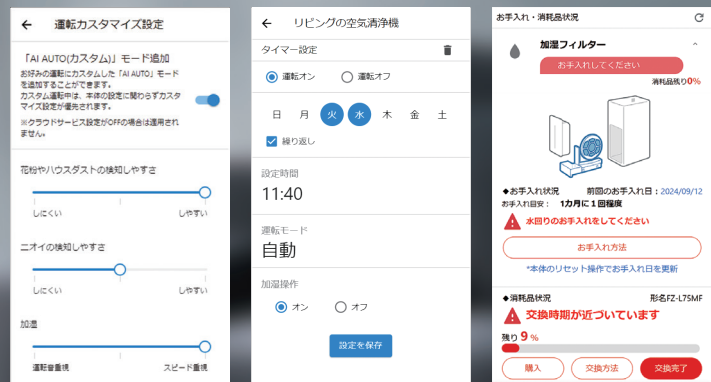 運転カスタマイズ設定
「AI AUTO(カスタム)」モード追加
お好みの運転にカスタムした「AI AUTO」モード
を追加することができます。
カスタム運転中は、本体の設定に関わらずカスタ
マイズ設定が優先されます。
※クラウドサービス設定がOFFの場合は運用され
ません。
花粉やハウスダストの検知しやすさ
しにくい しやすい
ニオイの検知しやすさ
しにくい しやすい
加湿
運転音重視 スピード重視
リビングの空気清浄機
タイマー設定
運転オン 運転オフ
日 月 火 水 木 金 土
繰り返し
設定時間
11:40
運転モード
自動
加湿操作
オン オフ
設定を保存
お手入れ・消耗品状況
加湿フィルター
お手入れしてください
消耗品残り0%
◆お手入れ状況 前回のお手入れ日：2024/09/12
お手入れ目安： 1カ月に1回程度
水回りのお手入れをしてください
お手入れ方法
*本体のリセット操作でお手入れ日を更新
◆消耗品状況 形名FZ-L75MF
交換時期が近づいています
残り 9 %
購入 交換方法 交換完了